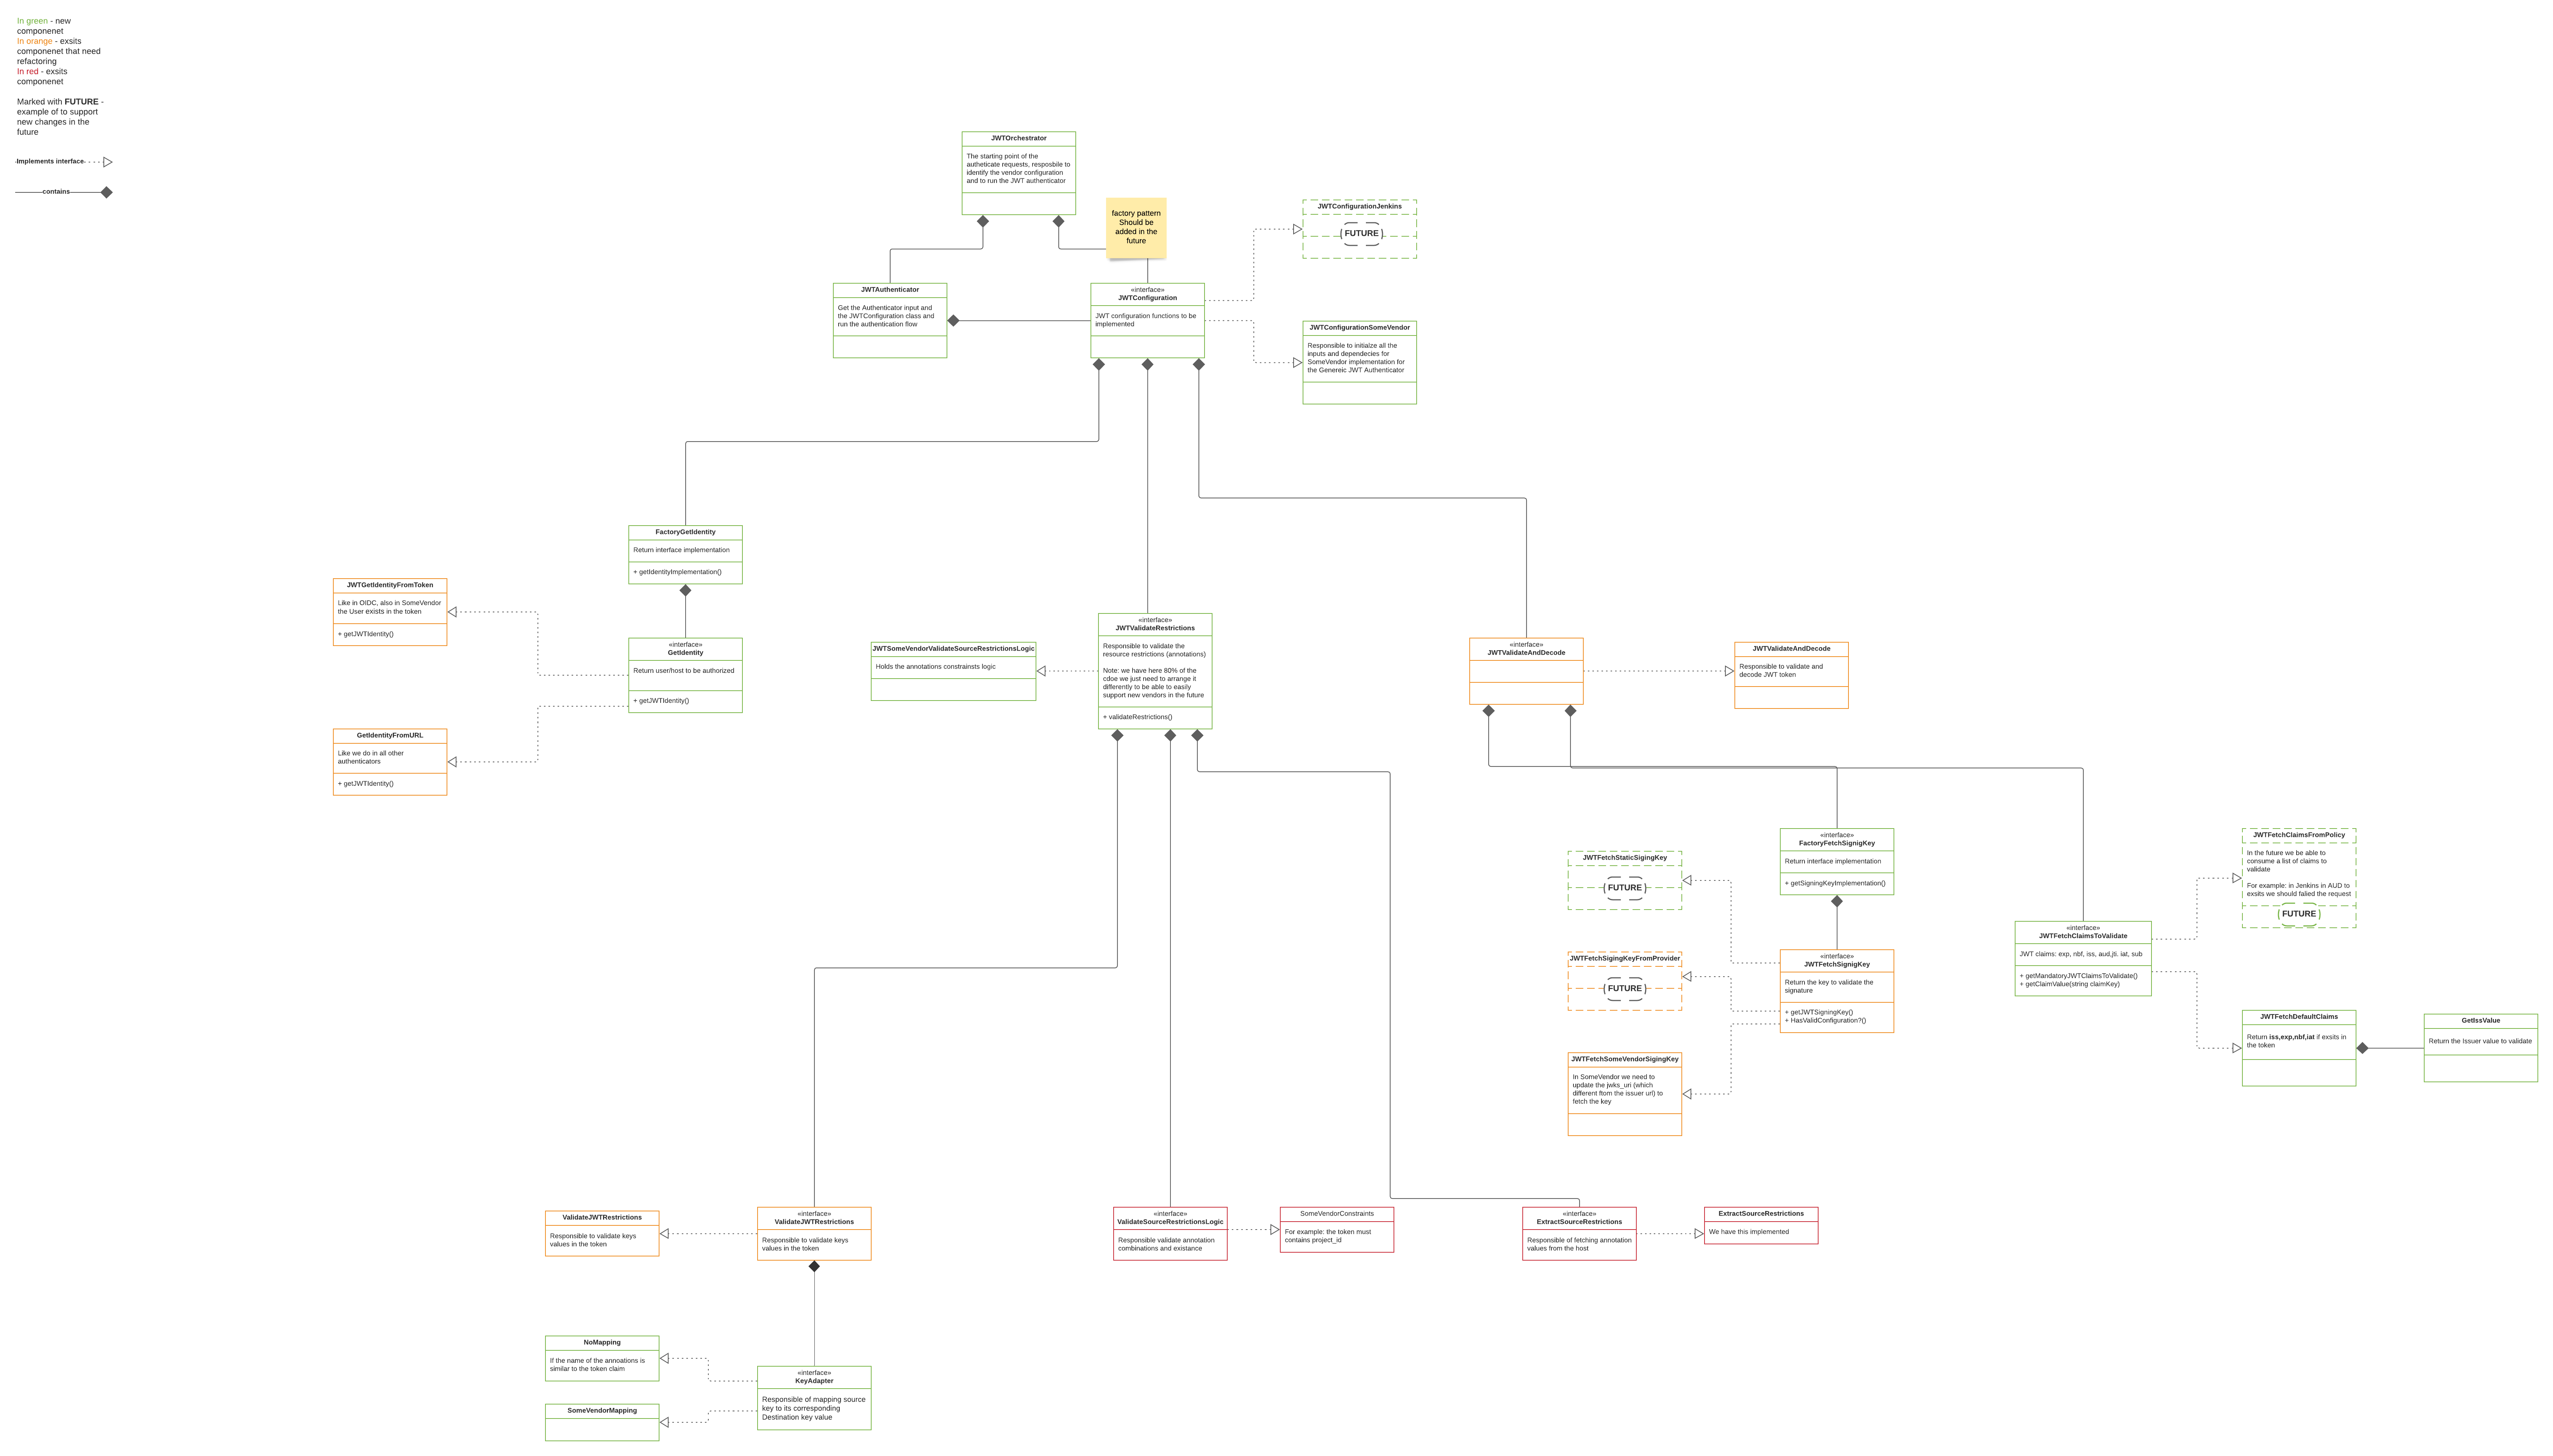 In green - new
componenet
In orange - exsits
componenet that need
refactoring
In red - exsits
componenet
Marked with FUTURE -
example of to support
new changes in the
future
Implements interface
contains
JWTOrchestrator
The starting point of the
autheticate requests, resposbile to
identify the vendor configuration
and to run the JWT authenticator
factory pattern
Should be
added in the
future
JWTConfigurationJenkins
FUTURE
JWTAuthenticator
Get the Authenticator input and
the JWTConfiguration class and
run the authentication flow
«interface»
JWTConfiguration
JWT configuration functions to be
implemented
JWTConfigurationSomeVendor
Responsible to initialze all the
inputs and dependecies for
SomeVendor implementation for
the Genereic JWT Authenticator
FactoryGetIdentity
Return interface implementation
+ getIdentityImplementation()
JWTGetIdentityFromToken
Like in OIDC, also in SomeVendor
the User exists in the token
+ getJWTIdentity()
«interface»
GetIdentity
Return user/host to be authorized
+ getJWTIdentity()
GetIdentityFromURL
Like we do in all other
authenticators
+ getJWTIdentity()
JWTSomeVendorValidateSourceRestrictionsLogic
Holds the annotations constrainsts logic
«interface»
JWTValidateRestrictions
Responsible to validate the
resource restrictions (annotations)
Note: we have here 80% of the
cdoe we just need to arrange it
differently to be able to easily
support new vendors in the future
+ validateRestrictions()
«interface»
JWTValidateAndDecode
JWTValidateAndDecode
Responsible to validate and
decode JWT token
«interface»
FactoryFetchSignigKey
Return interface implementation
+ getSigningKeyImplementation()
JWTFetchStaticSigingKey
FUTURE
JWTFetchSigingKeyFromProvider
FUTURE
«interface»
JWTFetchSignigKey
Return the key to validate the
signature
+ getJWTSigningKey()
+ HasValidConfiguration?()
JWTFetchSomeVendorSigingKey
In SomeVendor we need to
update the jwks_uri (which
different ftom the issuer url) to
fetch the key
«interface»
JWTFetchClaimsToValidate
JWT claims: exp, nbf, iss, aud,jti. iat, sub
+ getMandatoryJWTClaimsToValidate()
+ getClaimValue(string claimKey)
JWTFetchClaimsFromPolicy
In the future we be able to
consume a list of claims to
validate
For example: in Jenkins in AUD to
exsits we should falied the request
FUTURE
JWTFetchDefaultClaims
Return iss,exp,nbf,iat if exsits in
the token
GetIssValue
Return the Issuer value to validate
ValidateJWTRestrictions
Responsible to validate keys
values in the token
«interface»
ValidateJWTRestrictions
Responsible to validate keys
values in the token
«interface»
ValidateSourceRestrictionsLogic
Responsible validate annotation
combinations and existance
SomeVendorConstraints
For example: the token must
contains project_id
«interface»
ExtractSourceRestrictions
Responsible of fetching annotation
values from the host
ExtractSourceRestrictions
We have this implemented
NoMapping
If the name of the annoations is
similar to the token claim
«interface»
KeyAdapter
Responsible of mapping source
key to its corresponding
Destination key value
SomeVendorMapping